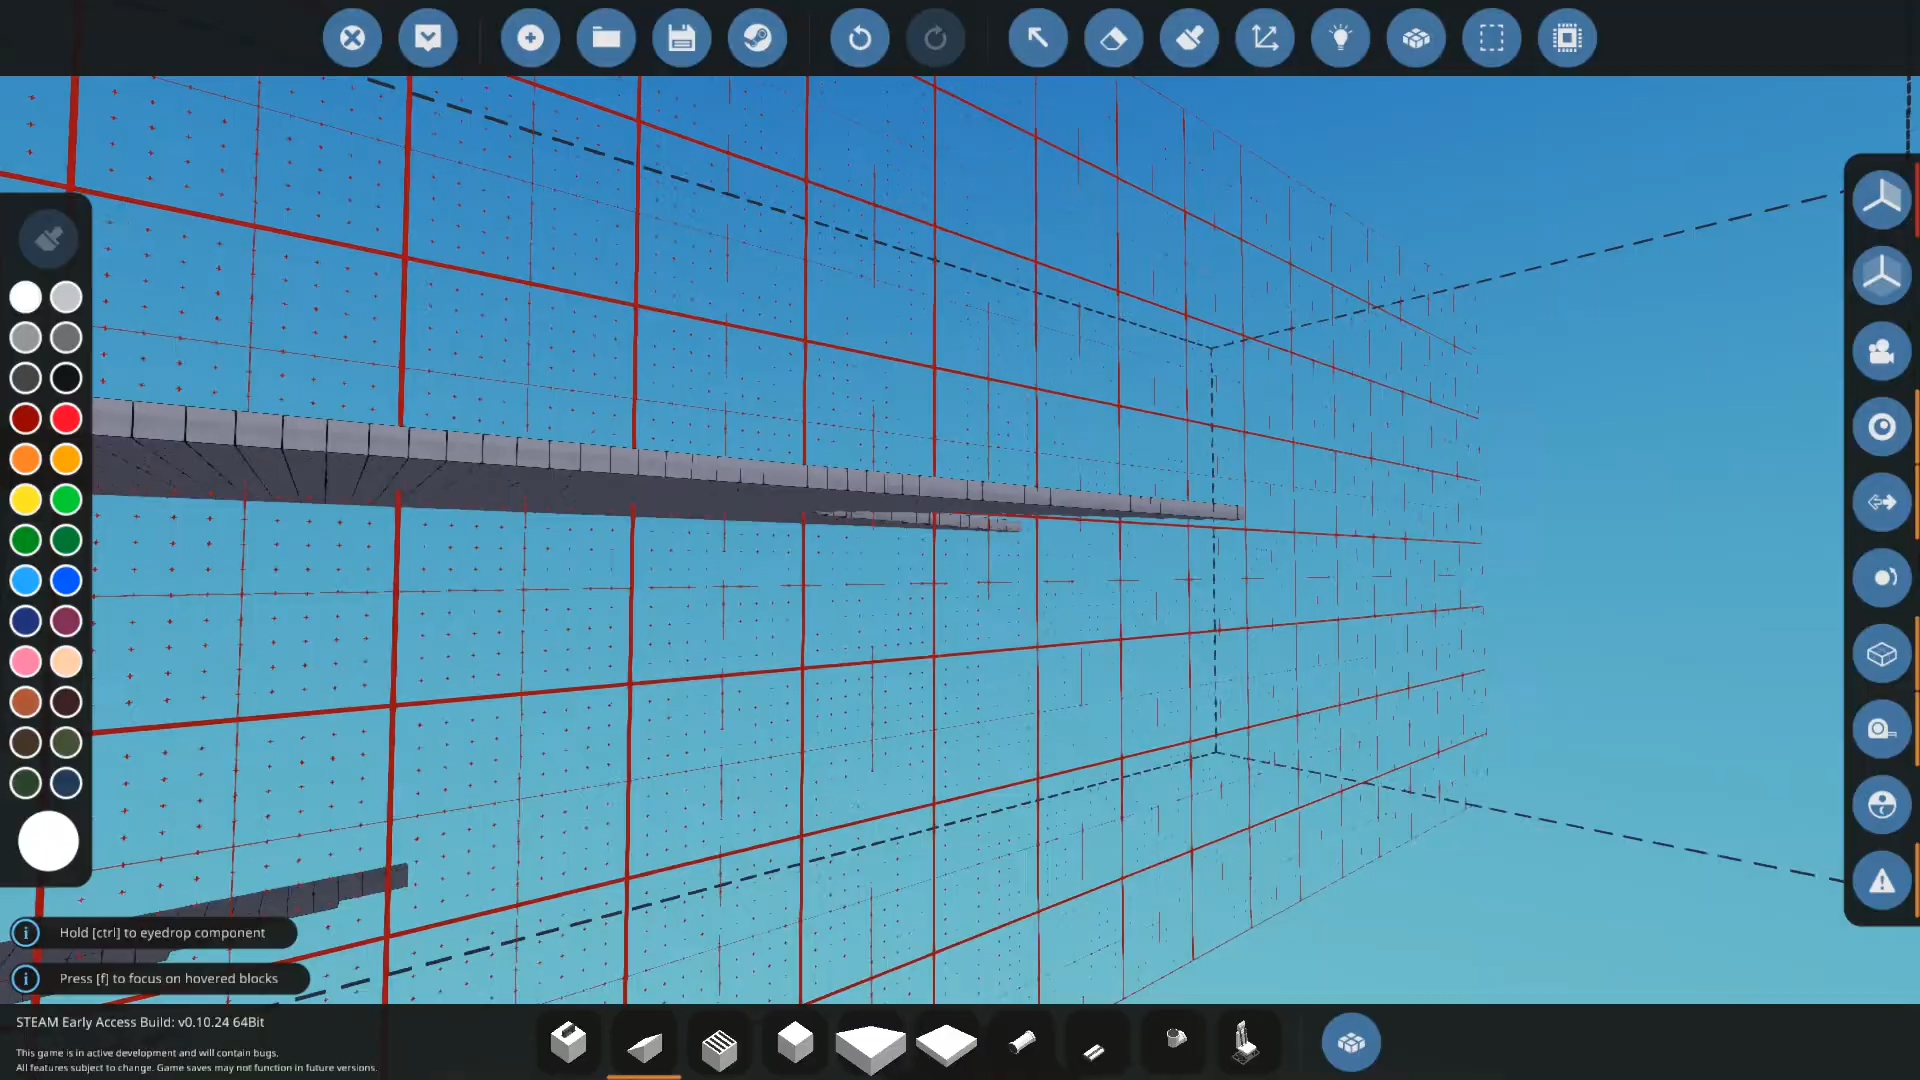 Hold [ctrl] to eyedrop component
Press [f] to focus on hovered blocks
STEAM Early Access Build: v0.10.24 64Bit
This game is in active development and will contain bugs.
All features subject to change. Game saves may not function in future versions.